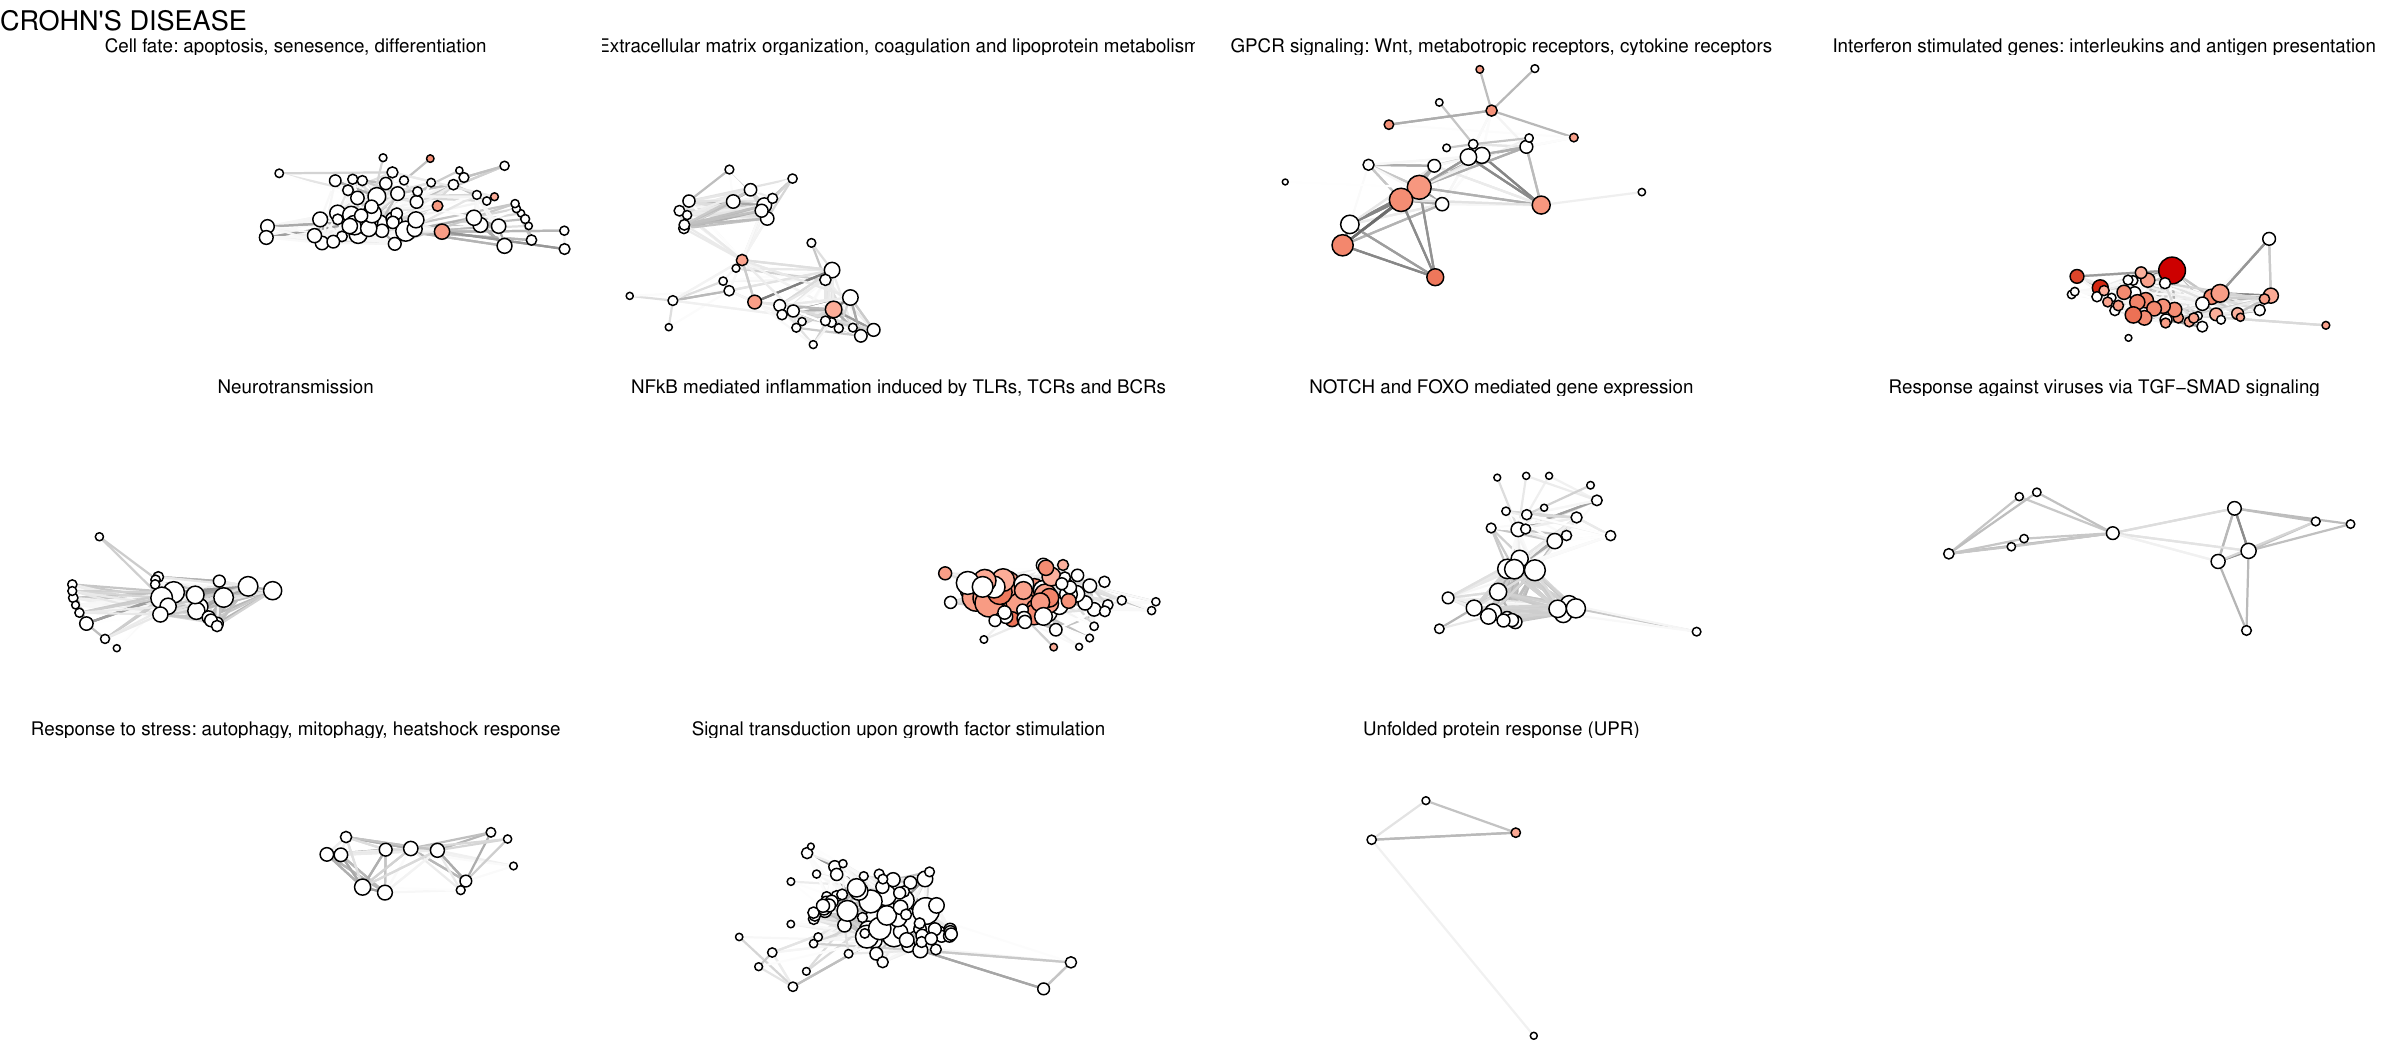 CROHN'S DISEASE
Cell fate: apoptosis, senesence, differentiation
Extracellular matrix organization, coagulation and lipoprotein metabolism
GPCR signaling: Wnt, metabotropic receptors, cytokine receptors
Interferon stimulated genes: interleukins and antigen presentation
Neurotransmission
NFkB mediated inflammation induced by TLRs, TCRs and BCRs
NOTCH and FOXO mediated gene expression
Response against viruses via TGF−SMAD signaling
Response to stress: autophagy, mitophagy, heatshock response
Signal transduction upon growth factor stimulation
Unfolded protein response (UPR)